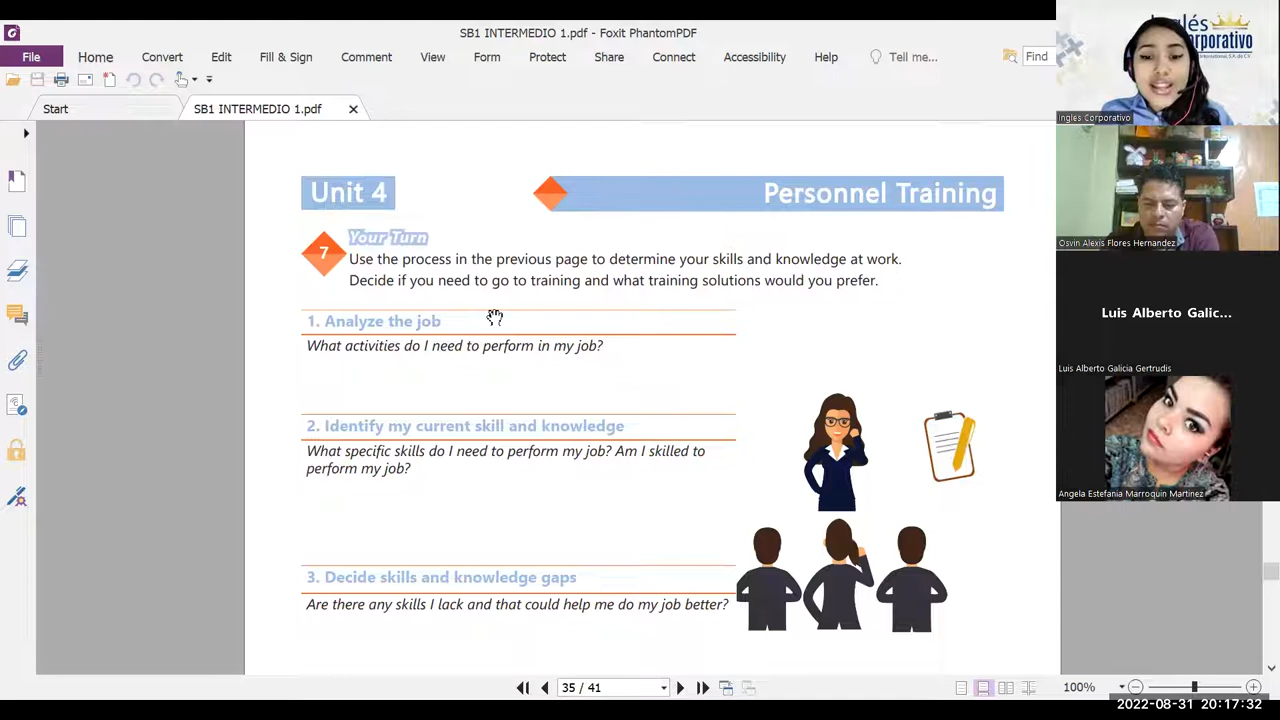 SB1 INTERMEDIO 1.pdf - Foxit PhantomPDF
File Home Convert Edit Fill & Sign Comment View Form Protect Share Connect Accessibility Help Tell me... Find
Start SB1 INTERMEDIO 1.pdf
Unit 4
Personnel Training
7
Your Turn
Use the process in the previous page to determine your skills and knowledge at work.
Decide if you need to go to training and what training solutions would you prefer.
1. Analyze the job
What activities do I need to perform in my job?
2. Identify my current skill and knowledge
What specific skills do I need to perform my job? Am I skilled to
perform my job?
3. Decide skills and knowledge gaps
Are there any skills I lack and that could help me do my job better?
35 / 41
100%
Inglés
Corporativo
International, S.A. de C.V.
Ingles Corporativo
Osvin Alexis Flores Hernandez
Luis Alberto Galic...
Luis Alberto Galicia Gertrudis
Angela Estefania Marroquin Martinez
2022-08-31 20:17:32